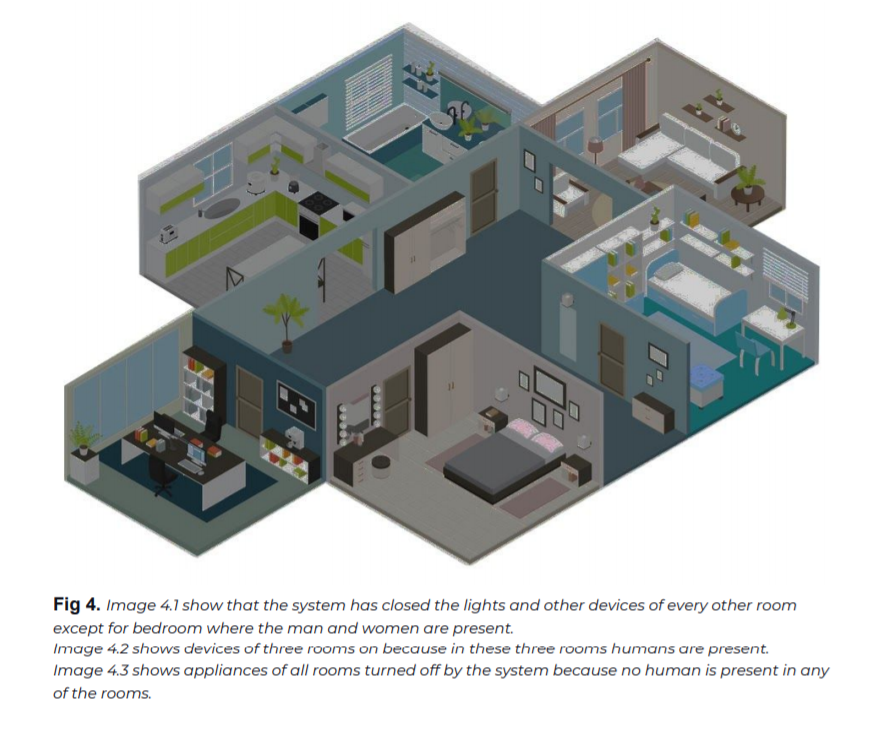 Fig 4. Image 4.1 show that the system has closed the lights and other devices of every other room
except for bedroom where the man and women are present.
Image 4.2 shows devices of three rooms on because in these three rooms humans are present.
Image 4.3 shows appliances of all rooms turned off by the system because no human is present in any
of the rooms.